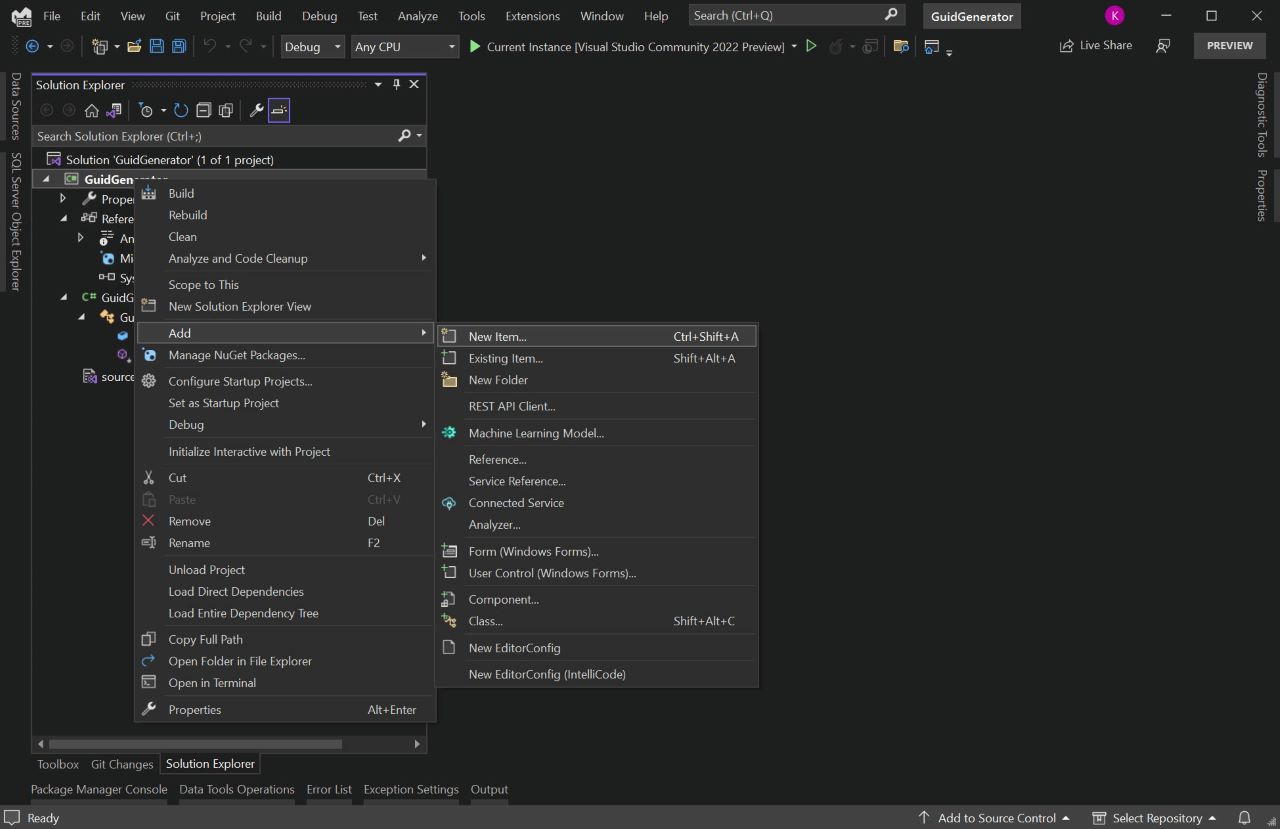 File Edit View Git Project Build Debug Test Analyze Tools Extensions Window Help Search (Ctrl+Q) GuidGenerator K
PRE
Debug Any CPU Current Instance [Visual Studio Community 2022 Preview] Live Share PREVIEW
Data Sources
SQL Server Object Explorer
Solution Explorer
Search Solution Explorer (Ctrl+;)
Solution 'GuidGenerator' (1 of 1 project)
GuidGenerator
Proper
Refere
An
Mi
Sys
C# GuidG
Gu
source
Build
Rebuild
Clean
Analyze and Code Cleanup
Scope to This
New Solution Explorer View
Add
Manage NuGet Packages...
Configure Startup Projects...
Set as Startup Project
Debug
Initialize Interactive with Project
Cut Ctrl+X
Paste Ctrl+V
Remove Del
Rename F2
Unload Project
Load Direct Dependencies
Load Entire Dependency Tree
Copy Full Path
Open Folder in File Explorer
Open in Terminal
Properties Alt+Enter
New Item... Ctrl+Shift+A
Existing Item... Shift+Alt+A
New Folder
REST API Client...
Machine Learning Model...
Reference...
Service Reference...
Connected Service
Analyzer...
Form (Windows Forms)...
User Control (Windows Forms)...
Component...
Class... Shift+Alt+C
New EditorConfig
New EditorConfig (IntelliCode)
Diagnostic Tools
Properties
Toolbox Git Changes Solution Explorer
Package Manager Console Data Tools Operations Error List Exception Settings Output
Ready Add to Source Control Select Repository